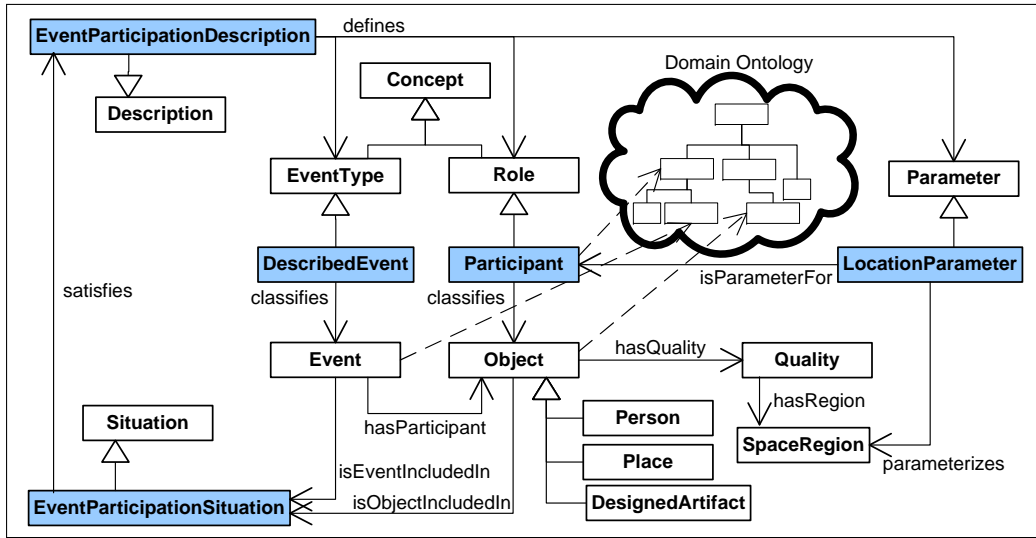 EventParticipationDescription
defines
Domain Ontology
Concept
Description
EventType
Role
Parameter
DescribedEvent
Participant
LocationParameter
isParameterFor
satisfies
classifies
classifies
Event
Object
hasQuality
Quality
hasRegion
Situation
hasParticipant
Person
SpaceRegion
Place
parameterizes
isEventIncludedIn
isObjectIncludedIn
DesignedArtifact
EventParticipationSituation